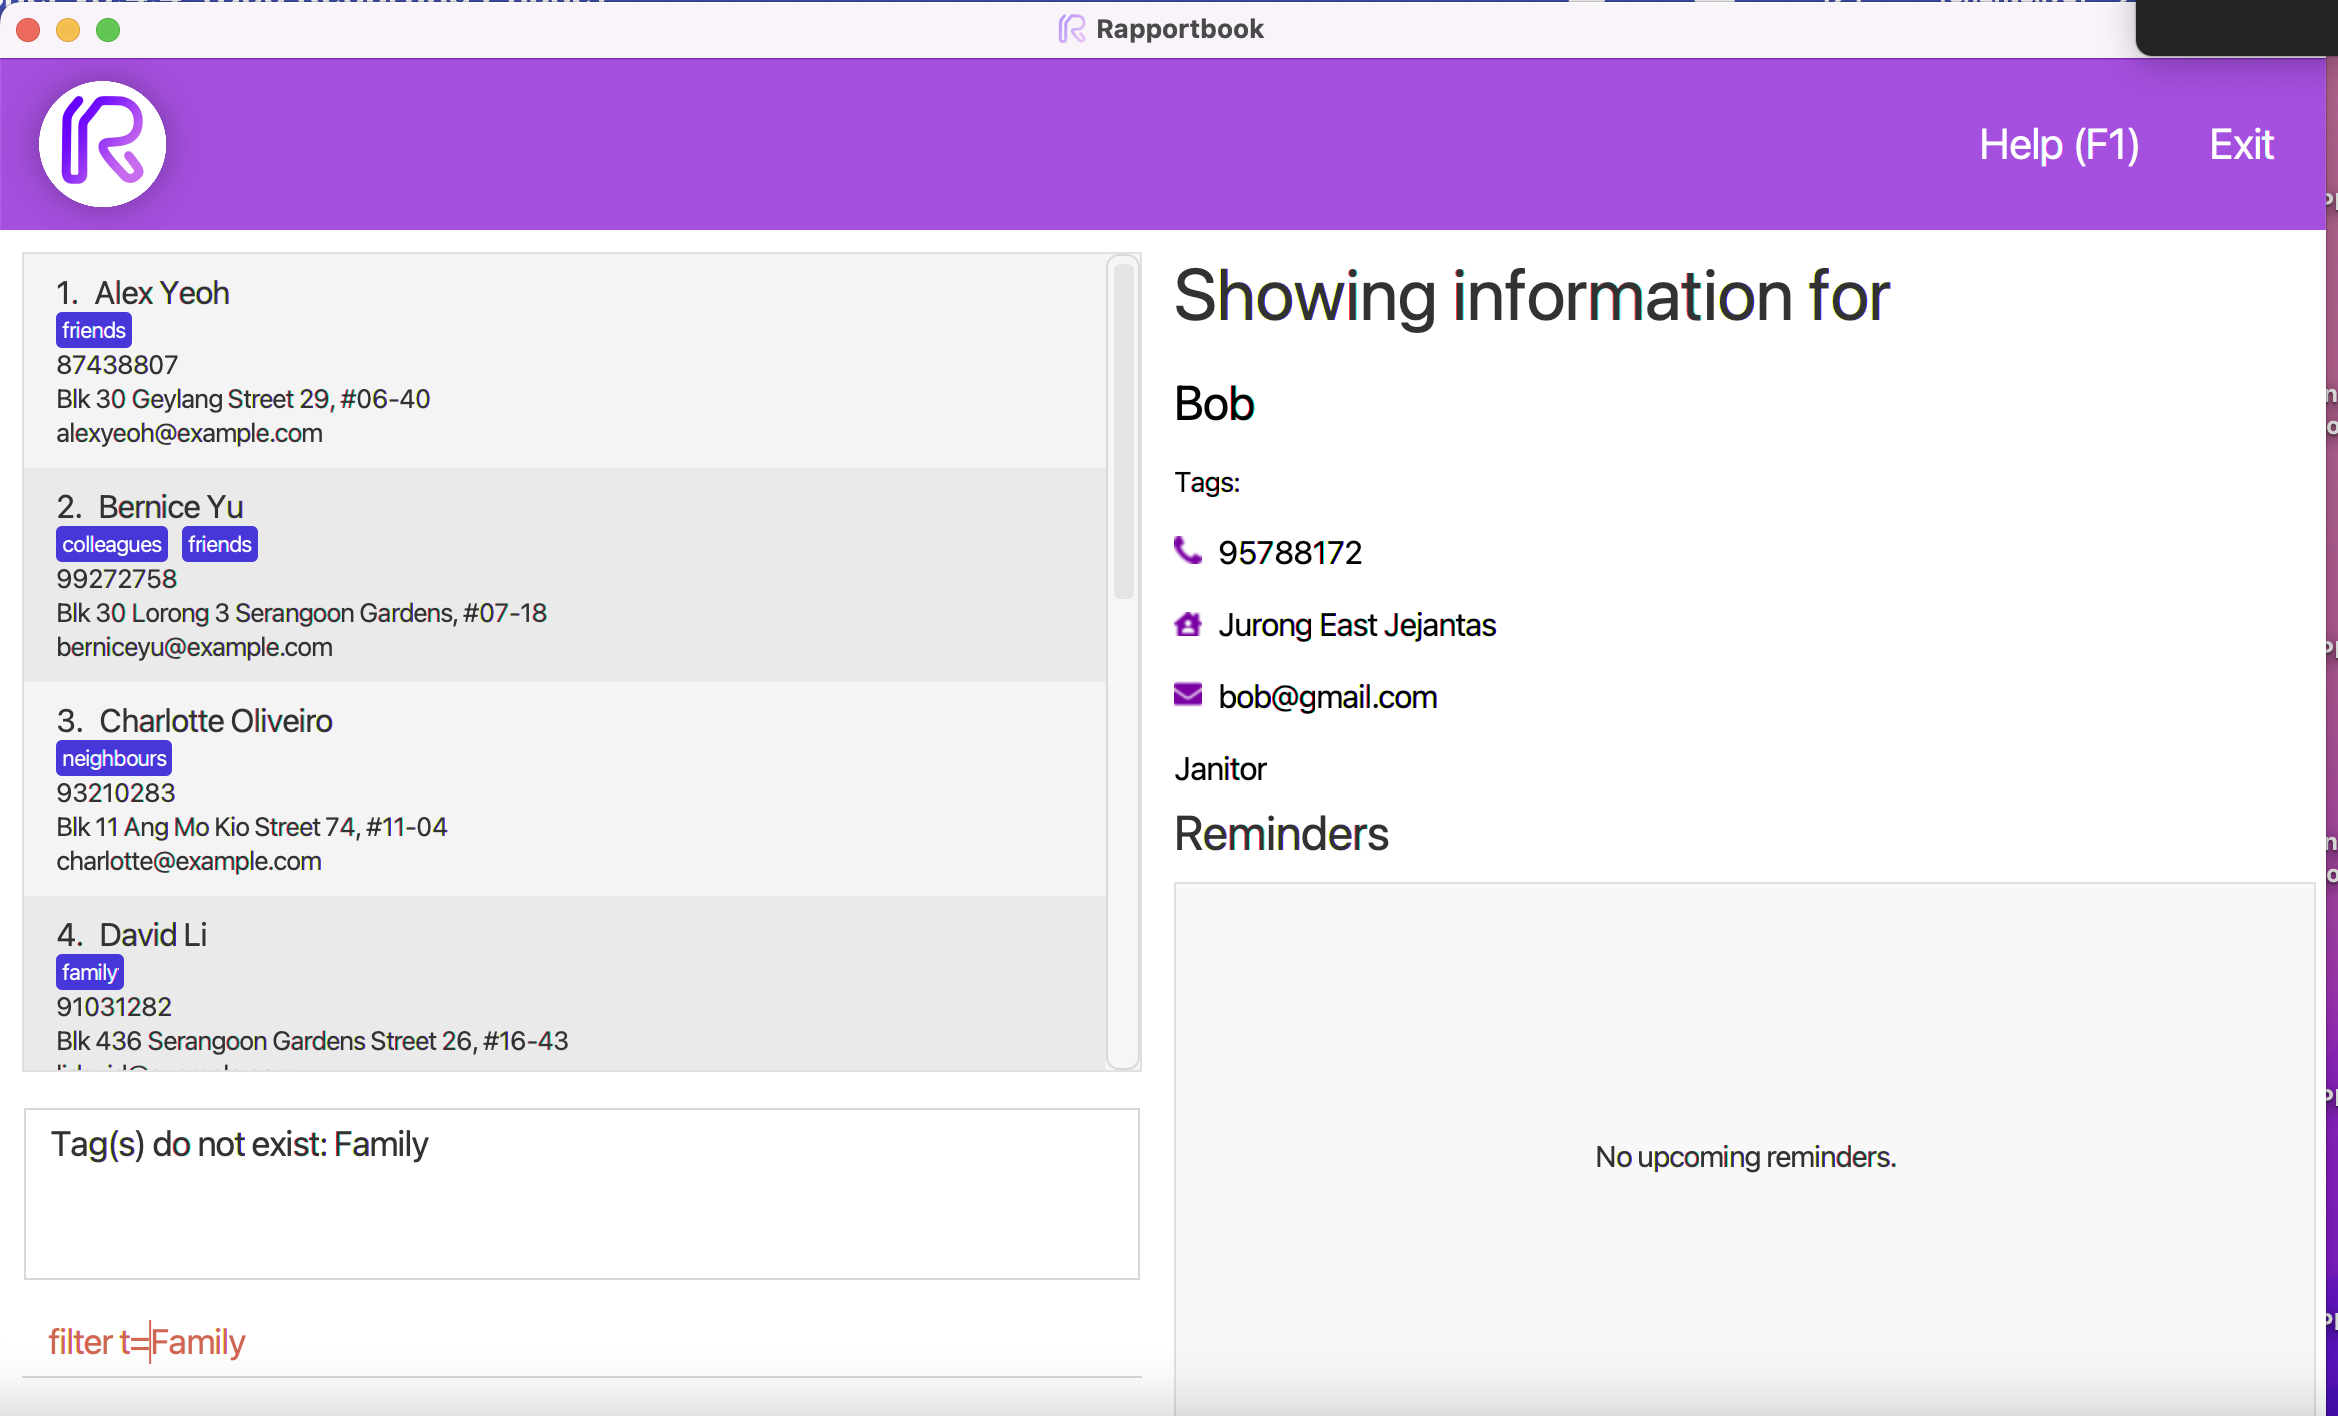 Rapportbook
Help (F1)
Exit
1. Alex Yeoh
friends
87438807
Blk 30 Geylang Street 29, #06-40
alexyeoh@example.com
2. Bernice Yu
colleagues friends
99272758
Blk 30 Lorong 3 Serangoon Gardens, #07-18
berniceyu@example.com
3. Charlotte Oliveiro
neighbours
93210283
Blk 11 Ang Mo Kio Street 74, #11-04
charlotte@example.com
4. David Li
family
91031282
Blk 436 Serangoon Gardens Street 26, #16-43
Tag(s) do not exist: Family
filter t=Family
Showing information for
Bob
Tags:
95788172
Jurong East Jejantas
bob@gmail.com
Janitor
Reminders
No upcoming reminders.